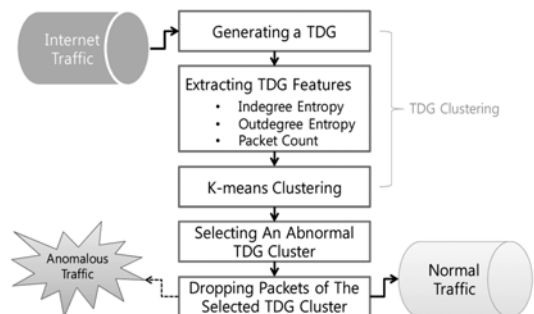 Internet
Traffic
Generating a TDG
Extracting TDG Features
• Indegree Entropy
• Outdegree Entropy
• Packet Count
TDG Clustering
K-means Clustering
Selecting An Abnormal
TDG Cluster
Anomalous
Traffic
Dropping Packets of The
Selected TDG Cluster
Normal
Traffic